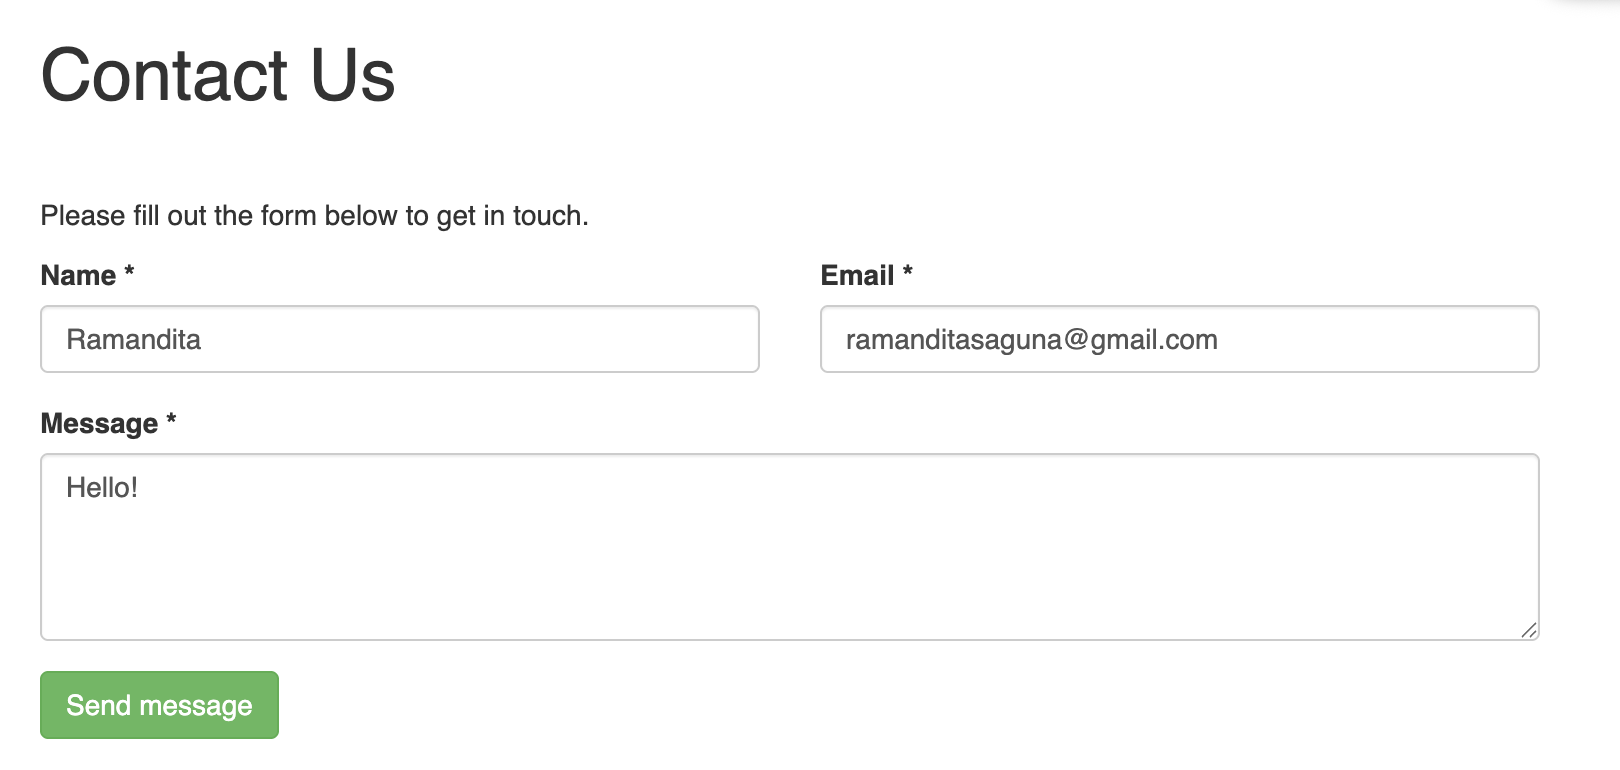 Contact Us
Please fill out the form below to get in touch.
Name *
Email *
Ramandita
ramanditasaguna@gmail.com
Message *
Hello!
Send message